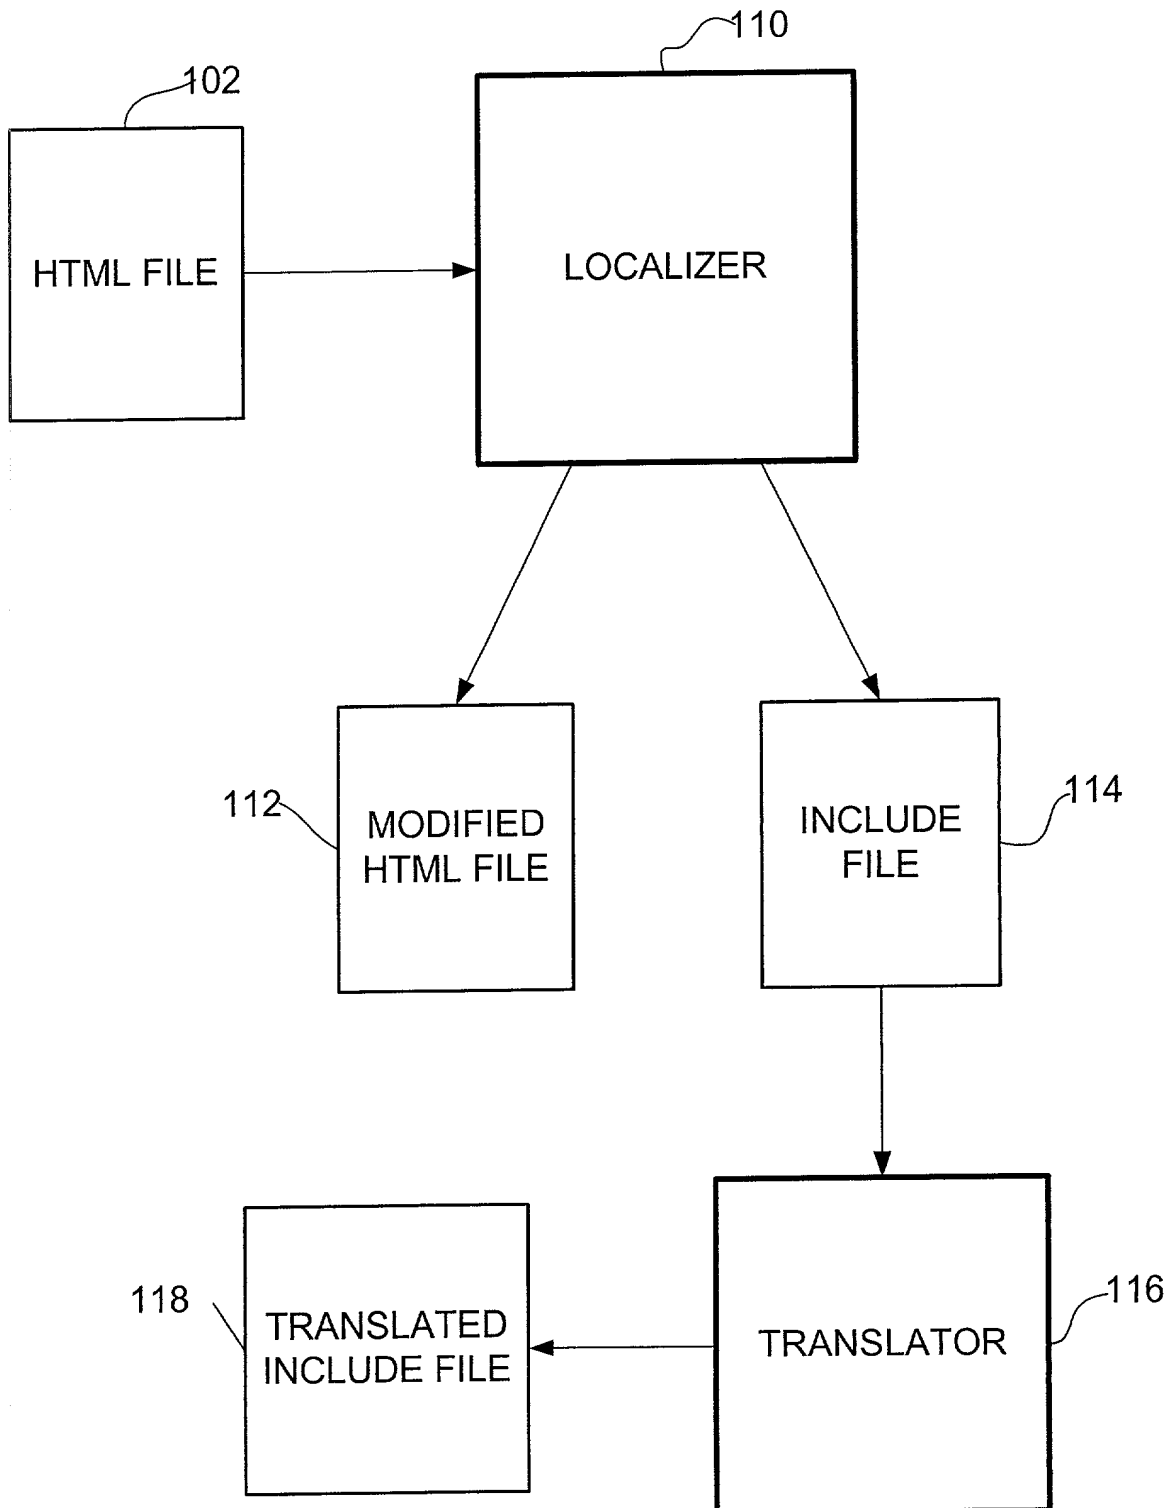 110
102
HTML FILE
LOCALIZER
112
MODIFIED
HTML FILE
INCLUDE
FILE
114
118
TRANSLATED
INCLUDE FILE
TRANSLATOR
116